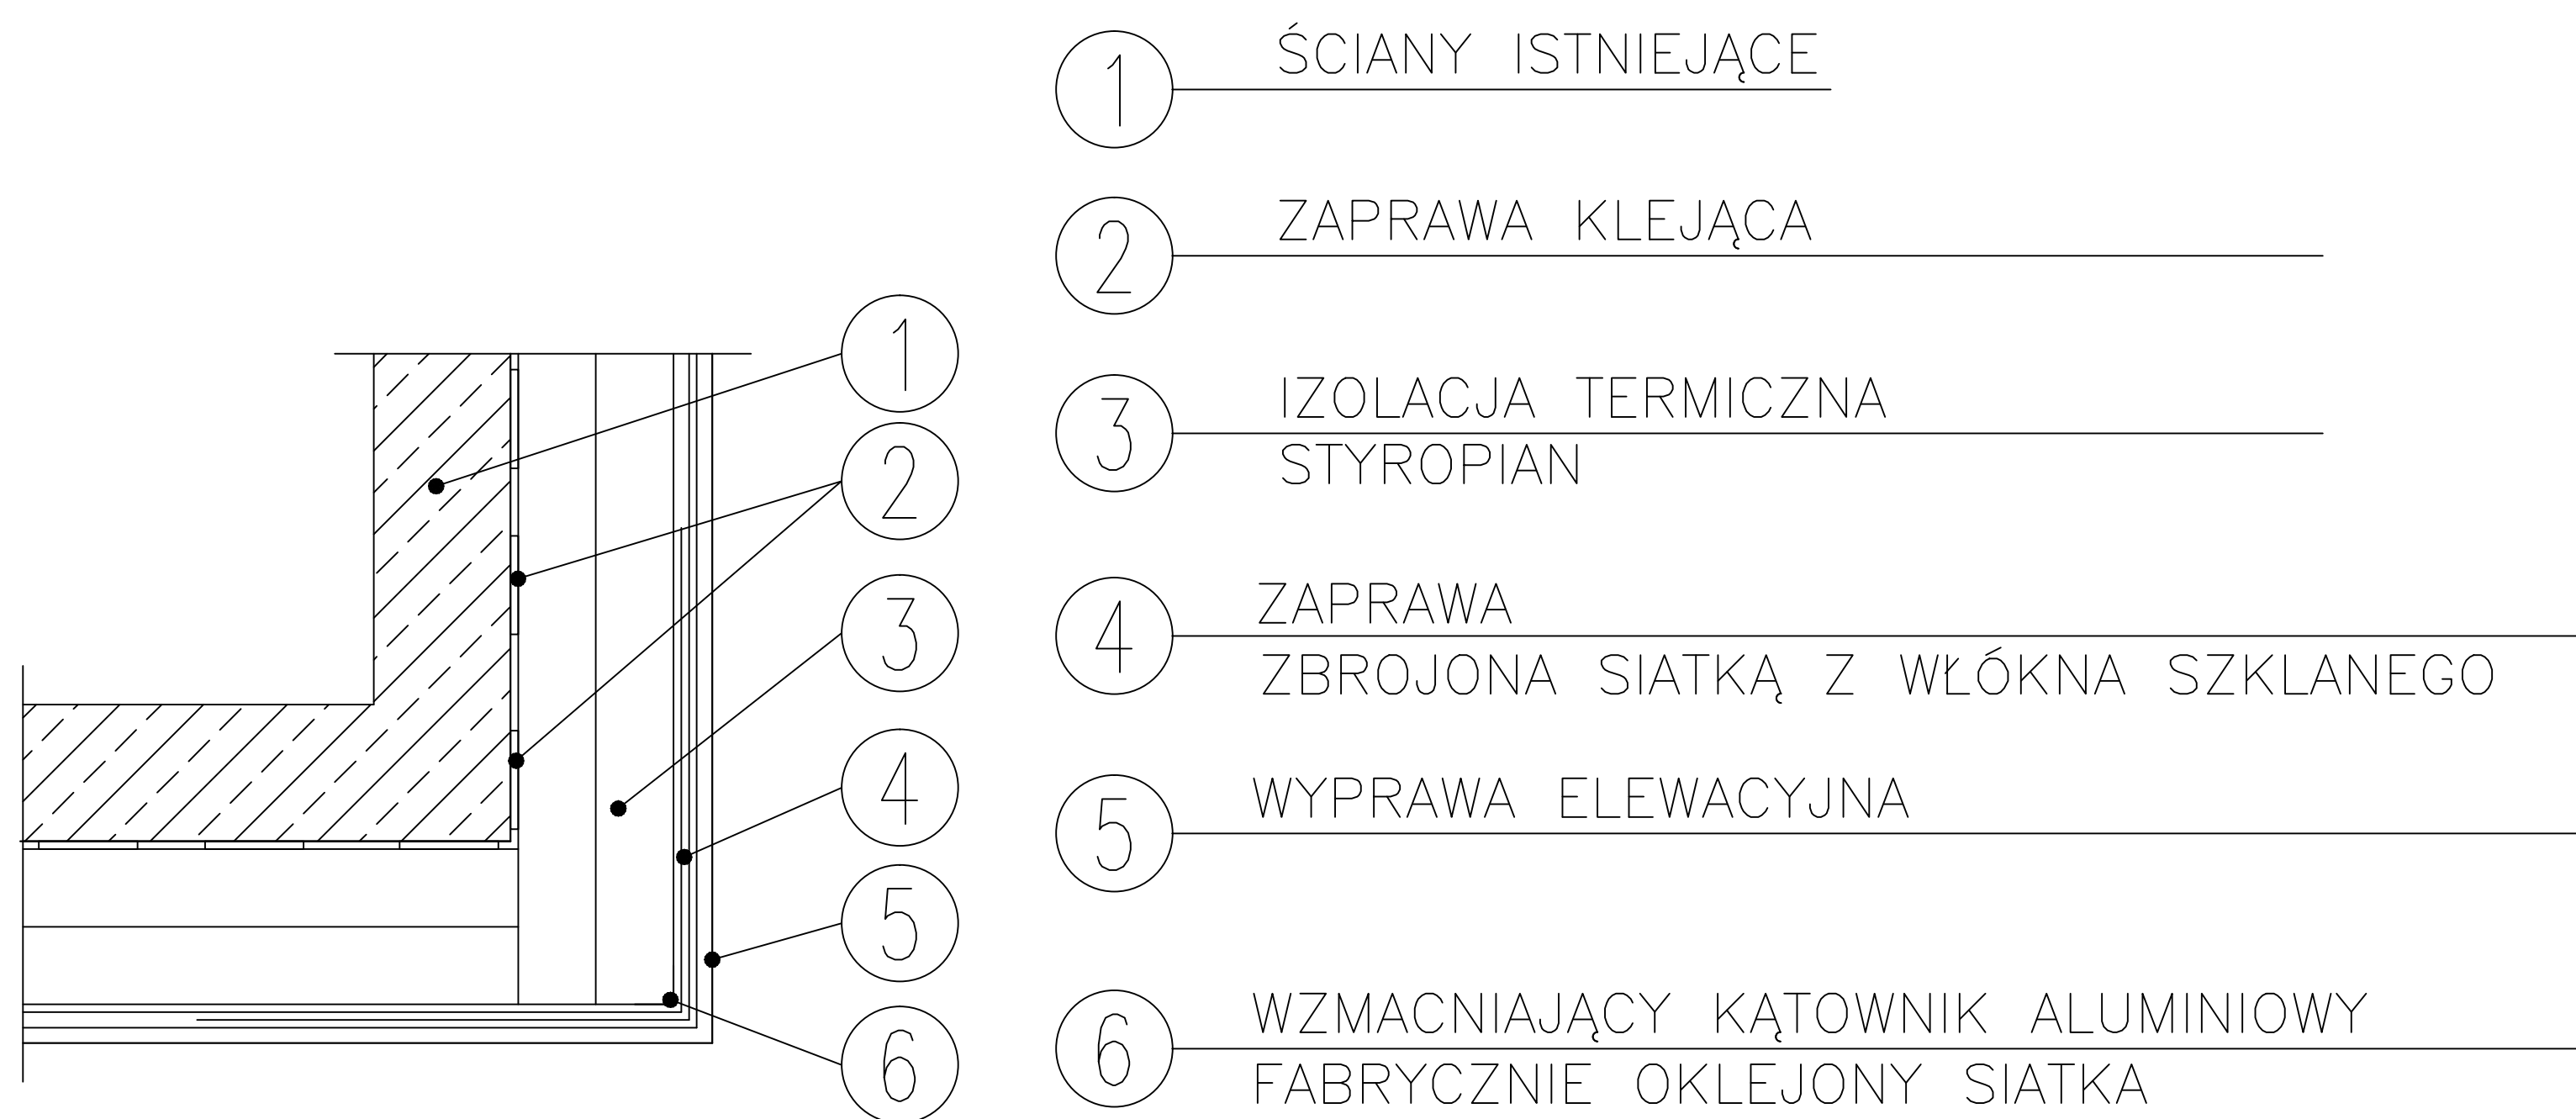 1 ŚCIANY ISTNIEJĄCE
2 ZAPRAWA KLEJĄCA
3 IZOLACJA TERMICZNA
STYROPIAN
4 ZAPRAWA
ZBROJONA SIATKĄ Z WŁÓKNA SZKLANEGO
5 WYPRAWA ELEWACYJNA
6 WZMACNIAJĄCY KĄTOWNIK ALUMINIOWY
FABRYCZNIE OKLEJONY SIATKA
1
2
3
4
5
6